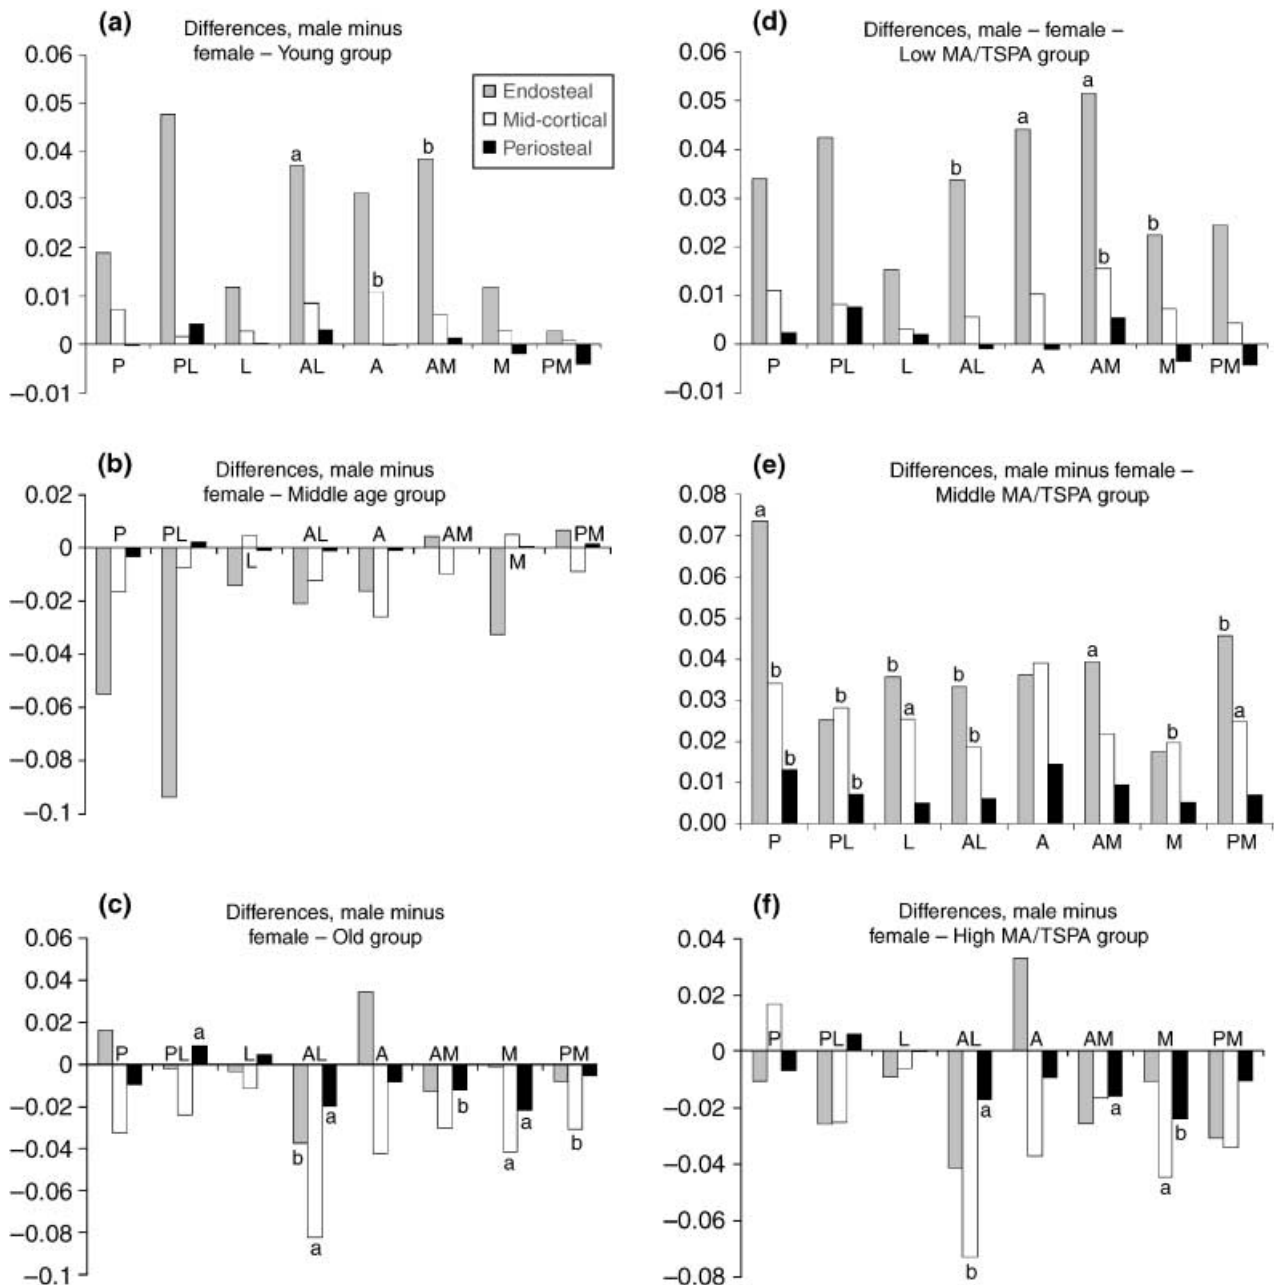 (a)
Differences, male minus
female – Young group
0.06
0.05
0.04
0.03
0.02
0.01
0
−0.01
Endosteal
Mid-cortical
Periosteal
a
b
b
P PL L AL A AM M PM
(d)
Differences, male – female –
Low MA/TSPA group
0.06
0.05
0.04
0.03
0.02
0.01
0
−0.01
b
a
a
b
b
P PL L AL A AM M PM
(b)
Differences, male minus
female – Middle age group
0.02
0
−0.02
−0.04
−0.06
−0.08
−0.1
P PL L AL A AM M PM
(e)
Differences, male minus female –
Middle MA/TSPA group
0.08
0.07
0.06
0.05
0.04
0.03
0.02
0.01
0.00
a
b
b
b
b
b
a
b
b
a
b
b
a
P PL L AL A AM M PM
(c)
Differences, male minus
female – Old group
0.06
0.04
0.02
0
−0.02
−0.04
−0.06
−0.08
−0.1
P PL L AL A AM M PM
a
b
a
a
b
a
a
b
(f)
Differences, male minus
female – High MA/TSPA group
0.04
0.02
0
−0.02
−0.04
−0.06
−0.08
P PL L AL A AM M PM
b
a
a
a
b